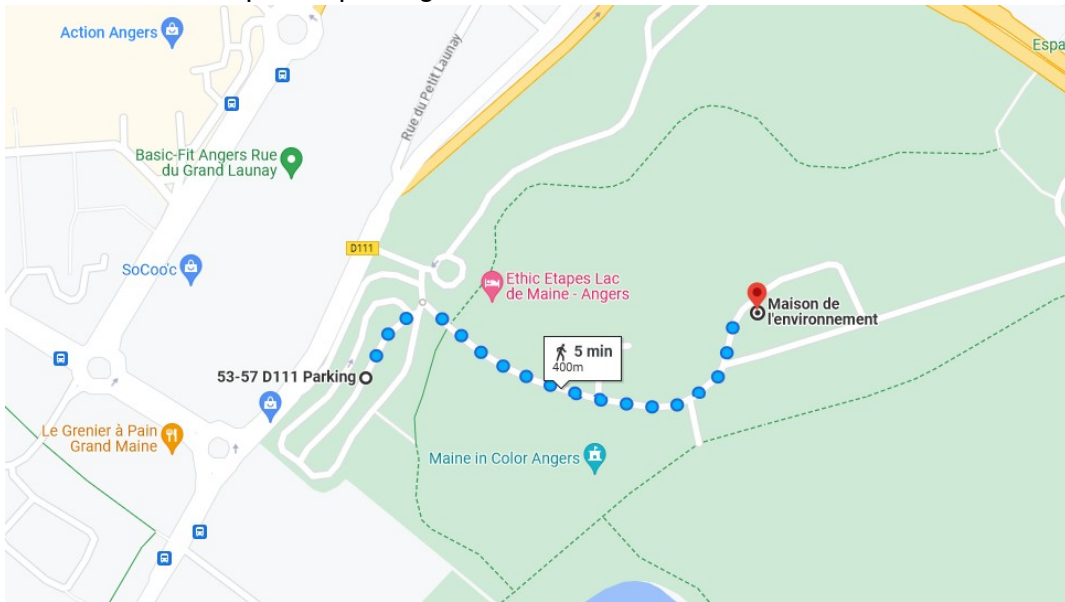 Action Angers
Rue du Petit Launay
Espa
Basic-Fit Angers Rue
du Grand Launay
D111
SoCoo'c
Ethic Etapes Lac
de Maine - Angers
Maison de
l'environnement
5 min
400m
53-57 D111 Parking
Le Grenier à Pain
Grand Maine
Maine in Color Angers